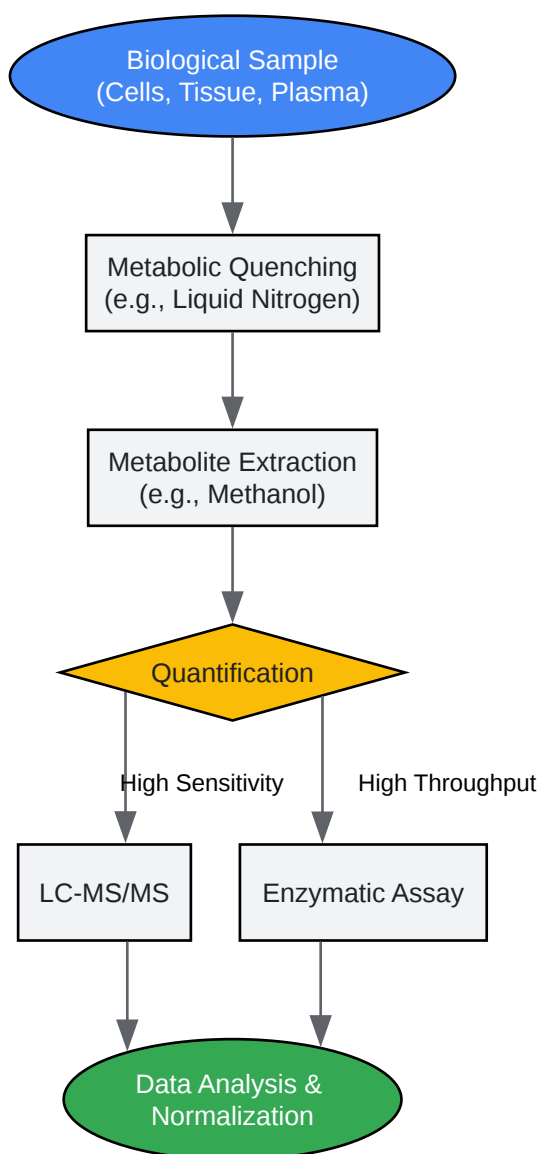 Biological Sample
(Cells, Tissue, Plasma)
Metabolic Quenching
(e.g., Liquid Nitrogen)
Metabolite Extraction
(e.g., Methanol)
Quantification
High Sensitivity
High Throughput
LC-MS/MS
Enzymatic Assay
Data Analysis &
Normalization